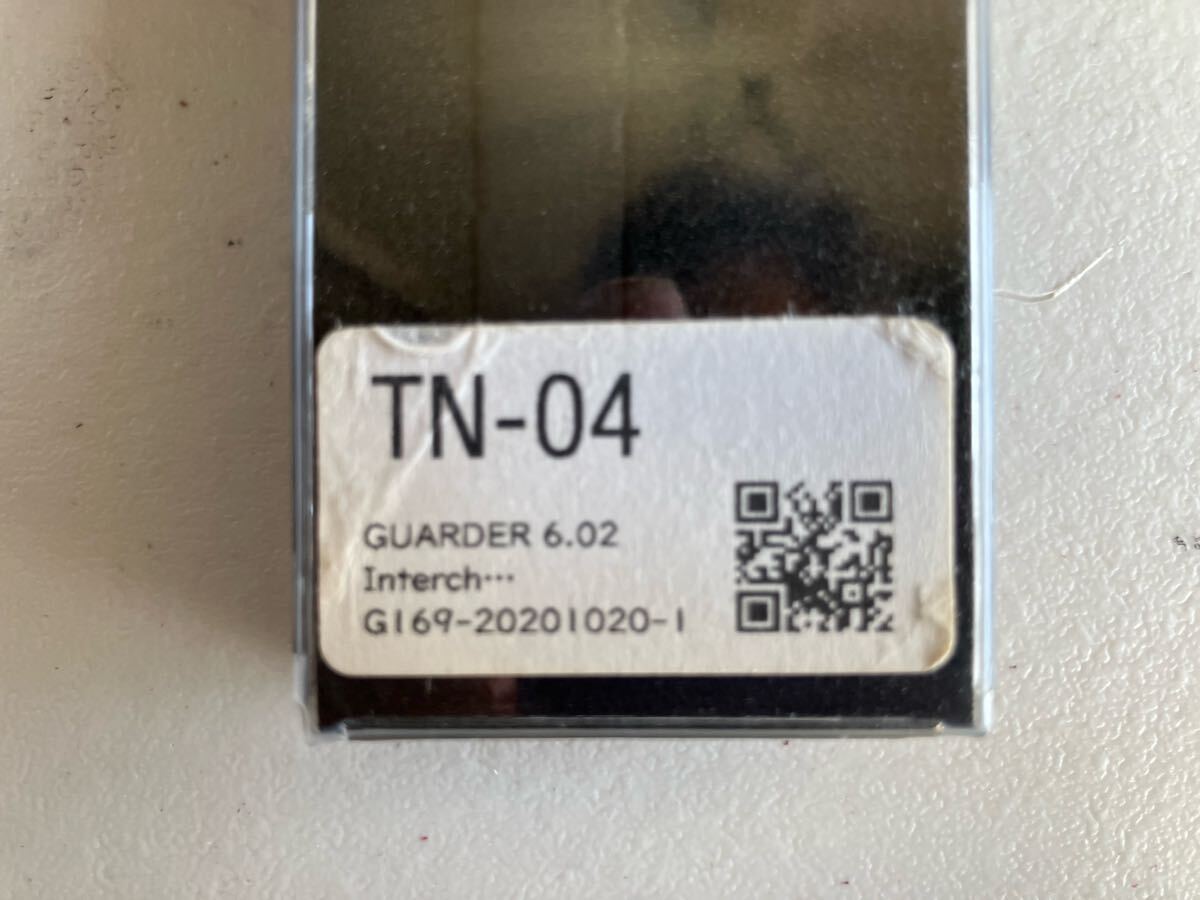 TN-04
GUARDER 6.02
Interch…
G169-20201020-1